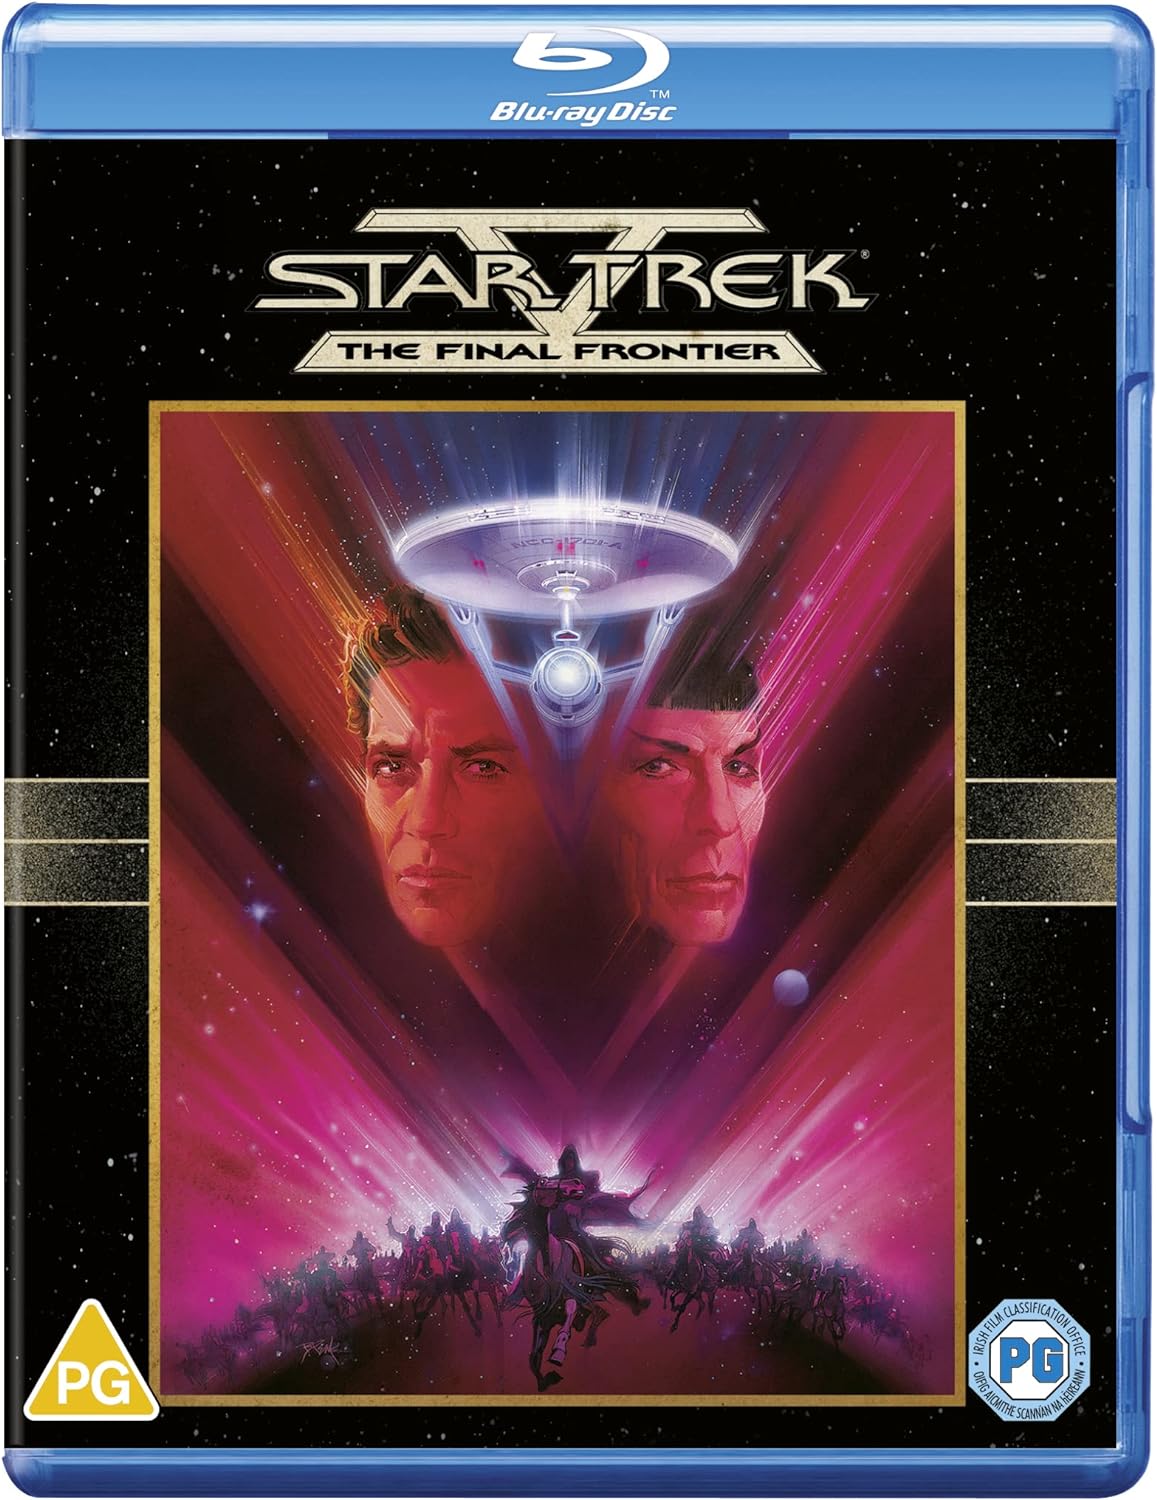 Blu-ray Disc™
V
STAR TREK®
THE FINAL FRONTIER
NCC-1701-A
PG
IRISH FILM CLASSIFICATION OFFICE
PG
OIFIG AICMITHE SCANNÁN NA hÉIREANN